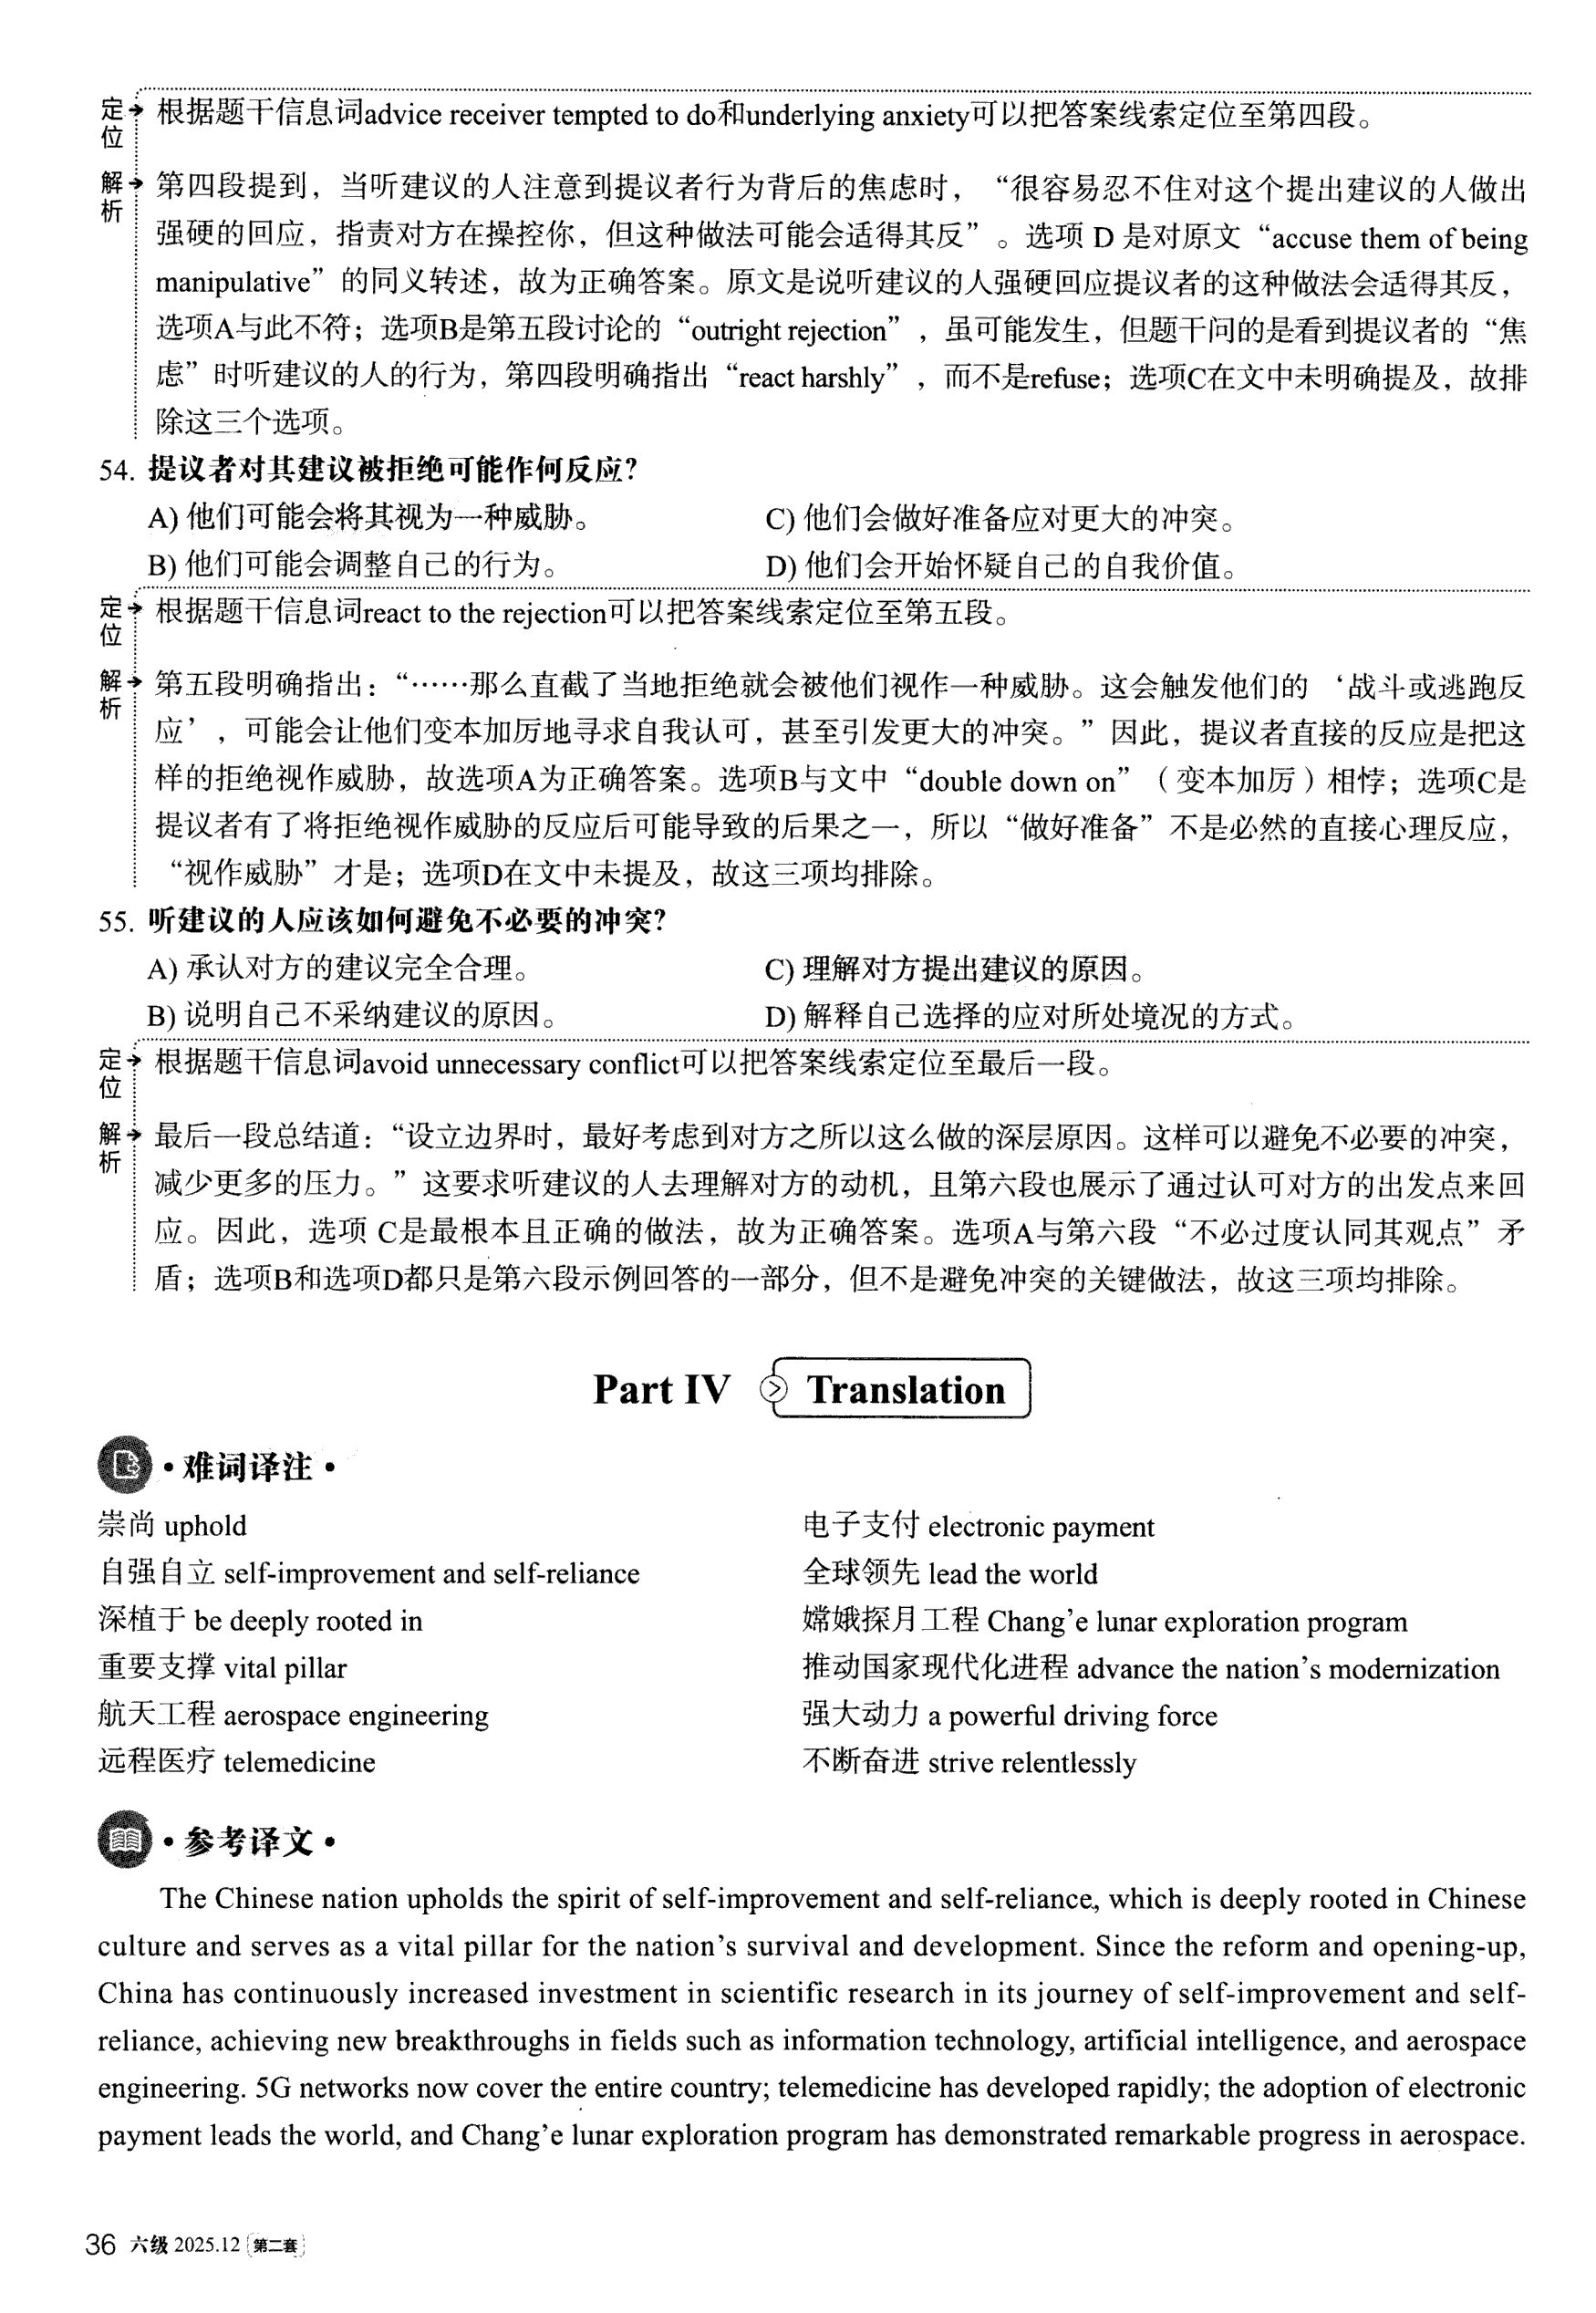 定位 根据题干信息词advice receiver tempted to do和underlying anxiety可以把答案线索定位至第四段。
解析 第四段提到，当听建议的人注意到提议者行为背后的焦虑时，“很容易忍不住对这个提出建议的人做出
强硬的回应，指责对方在操控你，但这种做法可能会适得其反”。选项 D 是对原文“accuse them of being
manipulative”的同义转述，故为正确答案。原文是说听建议的人强硬回应提议者的这种做法会适得其反，
选项A与此不符；选项B是第五段讨论的“outright rejection”，虽可能发生，但题干问的是看到提议者的“焦
虑”时听建议的人的行为，第四段明确指出“react harshly”，而不是refuse；选项C在文中未明确提及，故排
除这三个选项。
54. 提议者对其建议被拒绝可能作何反应？
A) 他们可能会将其视为一种威胁。 C) 他们会做好准备应对更大的冲突。
B) 他们可能会调整自己的行为。 D) 他们会开始怀疑自己的自我价值。
定位 根据题干信息词react to the rejection可以把答案线索定位至第五段。
解析 第五段明确指出：“……那么直截了当地拒绝就会被他们视作一种威胁。这会触发他们的‘战斗或逃跑反
应’，可能会让他们变本加厉地寻求自我认可，甚至引发更大的冲突。”因此，提议者直接的反应是把这
样的拒绝视作威胁，故选项A为正确答案。选项B与文中“double down on”（变本加厉）相悖；选项C是
提议者有了将拒绝视作威胁的反应后可能导致的后果之一，所以“做好准备”不是必然的直接心理反应，
“视作威胁”才是；选项D在文中未提及，故这三项均排除。
55. 听建议的人应该如何避免不必要的冲突？
A) 承认对方的建议完全合理。 C) 理解对方提出建议的原因。
B) 说明自己不采纳建议的原因。 D) 解释自己选择的应对所处境况的方式。
定位 根据题干信息词avoid unnecessary conflict可以把答案线索定位至最后一段。
解析 最后一段总结道：“设立边界时，最好考虑到对方之所以这么做的深层原因。这样可以避免不必要的冲突，
减少更多的压力。”这要求听建议的人去理解对方的动机，且第六段也展示了通过认可对方的出发点来回
应。因此，选项 C是最根本且正确的做法，故为正确答案。选项A与第六段“不必过度认同其观点”矛
盾；选项B和选项D都只是第六段示例回答的一部分，但不是避免冲突的关键做法，故这三项均排除。
Part IV Translation
·难词译注·
崇尚 uphold 电子支付 electronic payment
自强自立 self-improvement and self-reliance 全球领先 lead the world
深植于 be deeply rooted in 嫦娥探月工程 Chang’e lunar exploration program
重要支撑 vital pillar 推动国家现代化进程 advance the nation’s modernization
航天工程 aerospace engineering 强大动力 a powerful driving force
远程医疗 telemedicine 不断奋进 strive relentlessly
·参考译文·
The Chinese nation upholds the spirit of self-improvement and self-reliance, which is deeply rooted in Chinese
culture and serves as a vital pillar for the nation’s survival and development. Since the reform and opening-up,
China has continuously increased investment in scientific research in its journey of self-improvement and self-
reliance, achieving new breakthroughs in fields such as information technology, artificial intelligence, and aerospace
engineering. 5G networks now cover the entire country; telemedicine has developed rapidly; the adoption of electronic
payment leads the world, and Chang’e lunar exploration program has demonstrated remarkable progress in aerospace.
36 六级 2025.12 第二套